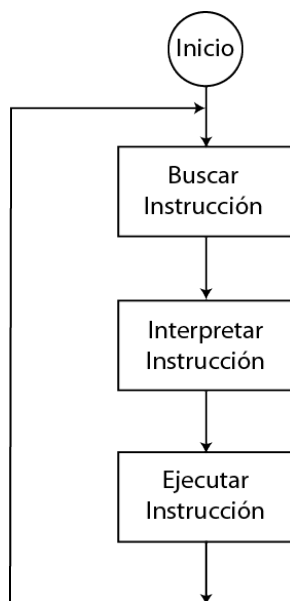 Inicio
Buscar
Instrucción
Interpretar
Instrucción
Ejecutar
Instrucción